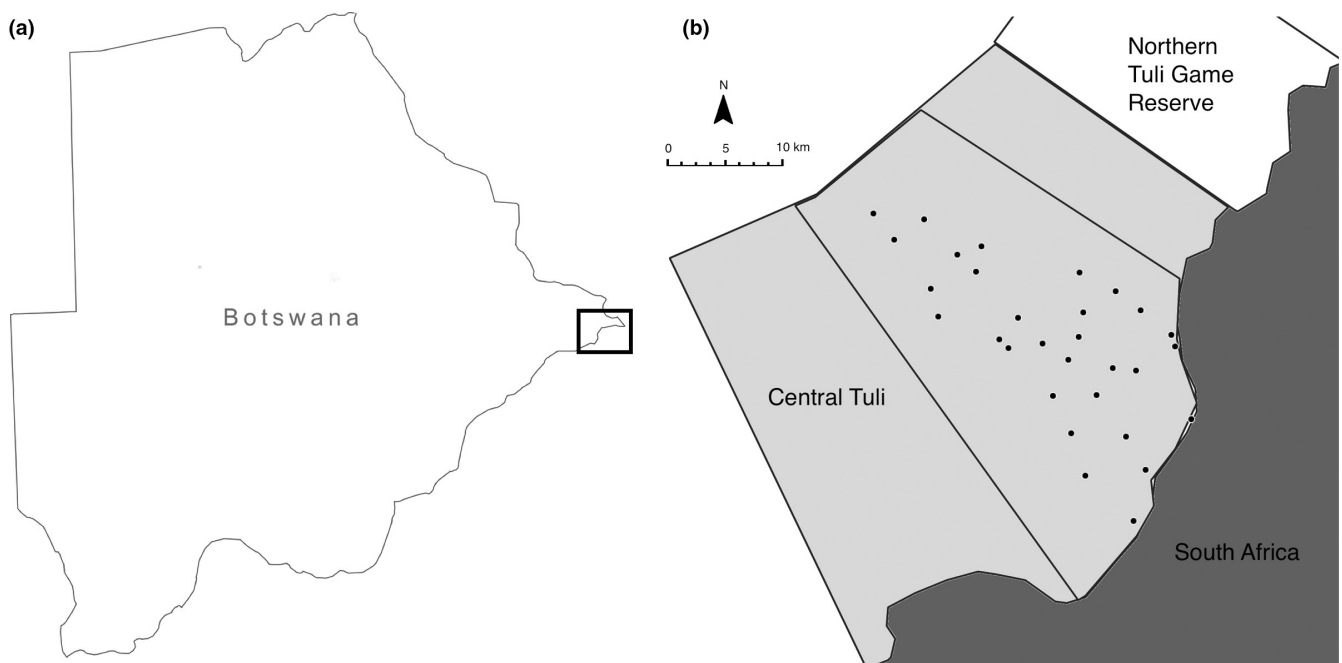 (a)
Botswana
(b)
N
0 5 10 km
Northern
Tuli Game
Reserve
Central Tuli
South Africa